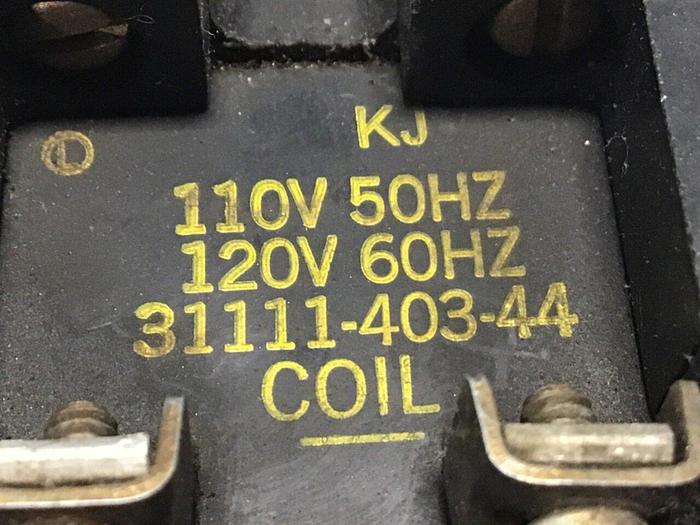 KJ
110V 50HZ
120V 60HZ
31111-403-44
COIL